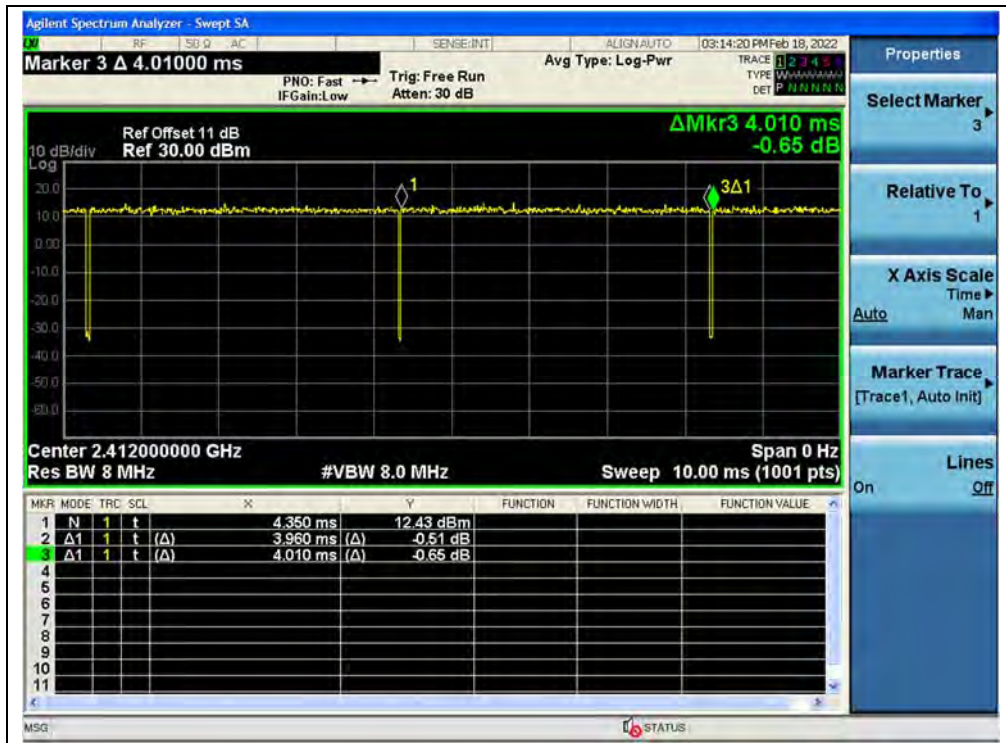 Agilent Spectrum Analyzer - Swept SA
LXI RF 50 Ω AC SENSE:INT ALIGNAUTO 03:14:20 PM Feb 18, 2022
Marker 3 Δ 4.01000 ms
PNO: Fast
IFGain:Low
Trig: Free Run
Atten: 30 dB
Avg Type: Log-Pwr
TRACE 1 2 3 4 5 6
TYPE W
DET P N N N N N
ΔMkr3 4.010 ms
-0.65 dB
Ref Offset 11 dB
10 dB/div Ref 30.00 dBm
Log
20.0
10.0
0.00
-10.0
-20.0
-30.0
-40.0
-50.0
-60.0
1
3Δ1
Center 2.412000000 GHz Span 0 Hz
Res BW 8 MHz #VBW 8.0 MHz Sweep 10.00 ms (1001 pts)
MKR MODE TRC SCL X Y FUNCTION FUNCTION WIDTH FUNCTION VALUE
1 N 1 t 4.350 ms 12.43 dBm
2 Δ1 1 t (Δ) 3.960 ms (Δ) -0.51 dB
3 Δ1 1 t (Δ) 4.010 ms (Δ) -0.65 dB
4
5
6
7
8
9
10
11
MSG STATUS
Properties
Select Marker
3
Relative To
1
X Axis Scale
Time
Auto Man
Marker Trace
[Trace1, Auto Init]
Lines
On Off